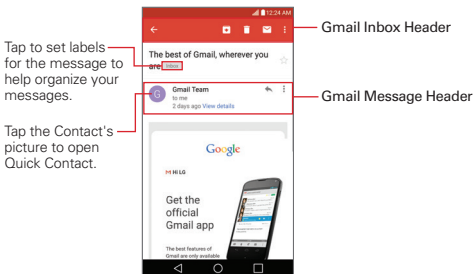 12:24 AM
Gmail Inbox Header
The best of Gmail, wherever you
are Inbox
Tap to set labels
for the message to
help organize your
messages.
G
Gmail Team
to me
2 days ago View details
Gmail Message Header
Tap the Contact's
picture to open
Quick Contact.
Google
HI LG
Get the
official
Gmail app
The best features of
Gmail are only available